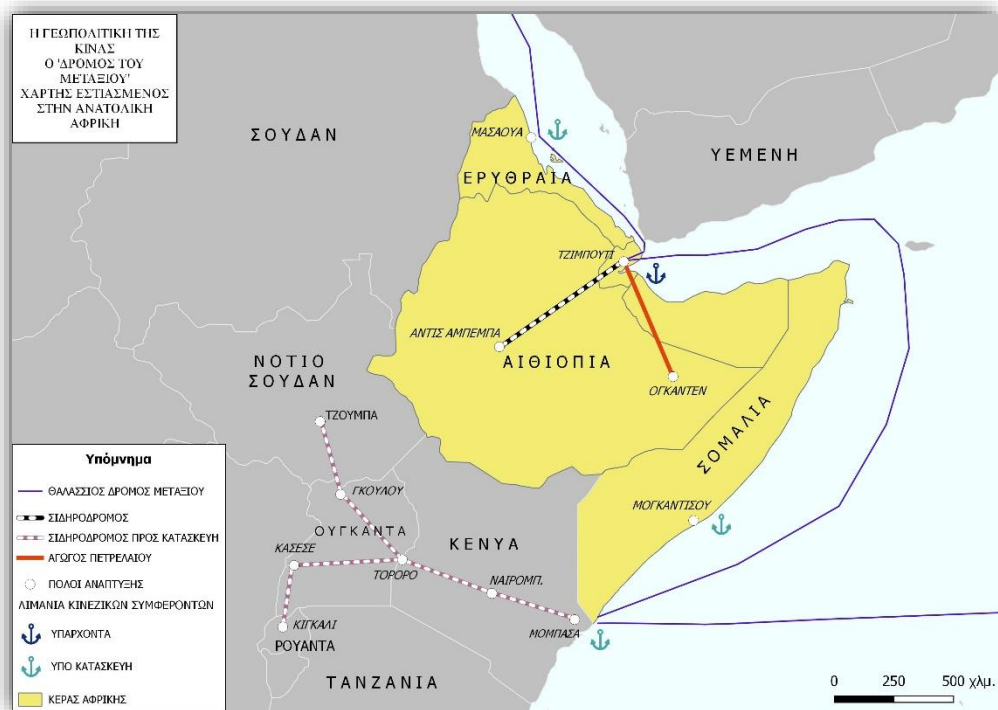 Η ΓΕΩΠΟΛΙΤΙΚΗ ΤΗΣ
ΚΙΝΑΣ
Ο 'ΔΡΟΜΟΣ ΤΟΥ
ΜΕΤΑΞΙΟΥ'
ΧΑΡΤΗΣ ΕΣΤΙΑΣΜΕΝΟΣ
ΣΤΗΝ ΑΝΑΤΟΛΙΚΗ
ΑΦΡΙΚΗ
ΣΟΥΔΑΝ
ΜΑΣΑΟΥΑ
ΥΕΜΕΝΗ
ΕΡΥΘΡΑΙΑ
ΤΖΙΜΠΟΥΤΙ
ΑΝΤΙΣ ΑΜΠΕΜΠΑ
ΑΙΘΙΟΠΙΑ
ΝΟΤΙΟ
ΣΟΥΔΑΝ
ΟΓΚΑΝΤΕΝ
ΤΖΟΥΜΠΑ
ΣΟΜΑΛΙΑ
ΓΚΟΥΛΟΥ
ΜΟΓΚΑΝΤΙΣΟΥ
ΟΥΓΚΑΝΤΑ
ΚΕΝΥΑ
ΚΑΣΕΣΕ
ΤΟΡΟΡΟ
ΝΑΙΡΟΜΠ.
ΚΙΓΚΑΛΙ
ΜΟΜΠΑΣΑ
ΡΟΥΑΝΤΑ
ΤΑΝΖΑΝΙΑ
Υπόμνημα
ΘΑΛΑΣΣΙΟΣ ΔΡΟΜΟΣ ΜΕΤΑΞΙΟΥ
ΣΙΔΗΡΟΔΡΟΜΟΣ
ΣΙΔΗΡΟΔΡΟΜΟΣ ΠΡΟΣ ΚΑΤΑΣΚΕΥΗ
ΑΓΩΓΟΣ ΠΕΤΡΕΛΑΙΟΥ
ΠΟΛΟΙ ΑΝΑΠΤΥΞΗΣ
ΛΙΜΑΝΙΑ ΚΙΝΕΖΙΚΩΝ ΣΥΜΦΕΡΟΝΤΩΝ
ΥΠΑΡΧΟΝΤΑ
ΥΠΟ ΚΑΤΑΣΚΕΥΗ
ΚΕΡΑΣ ΑΦΡΙΚΗΣ
0 250 500 χλμ.